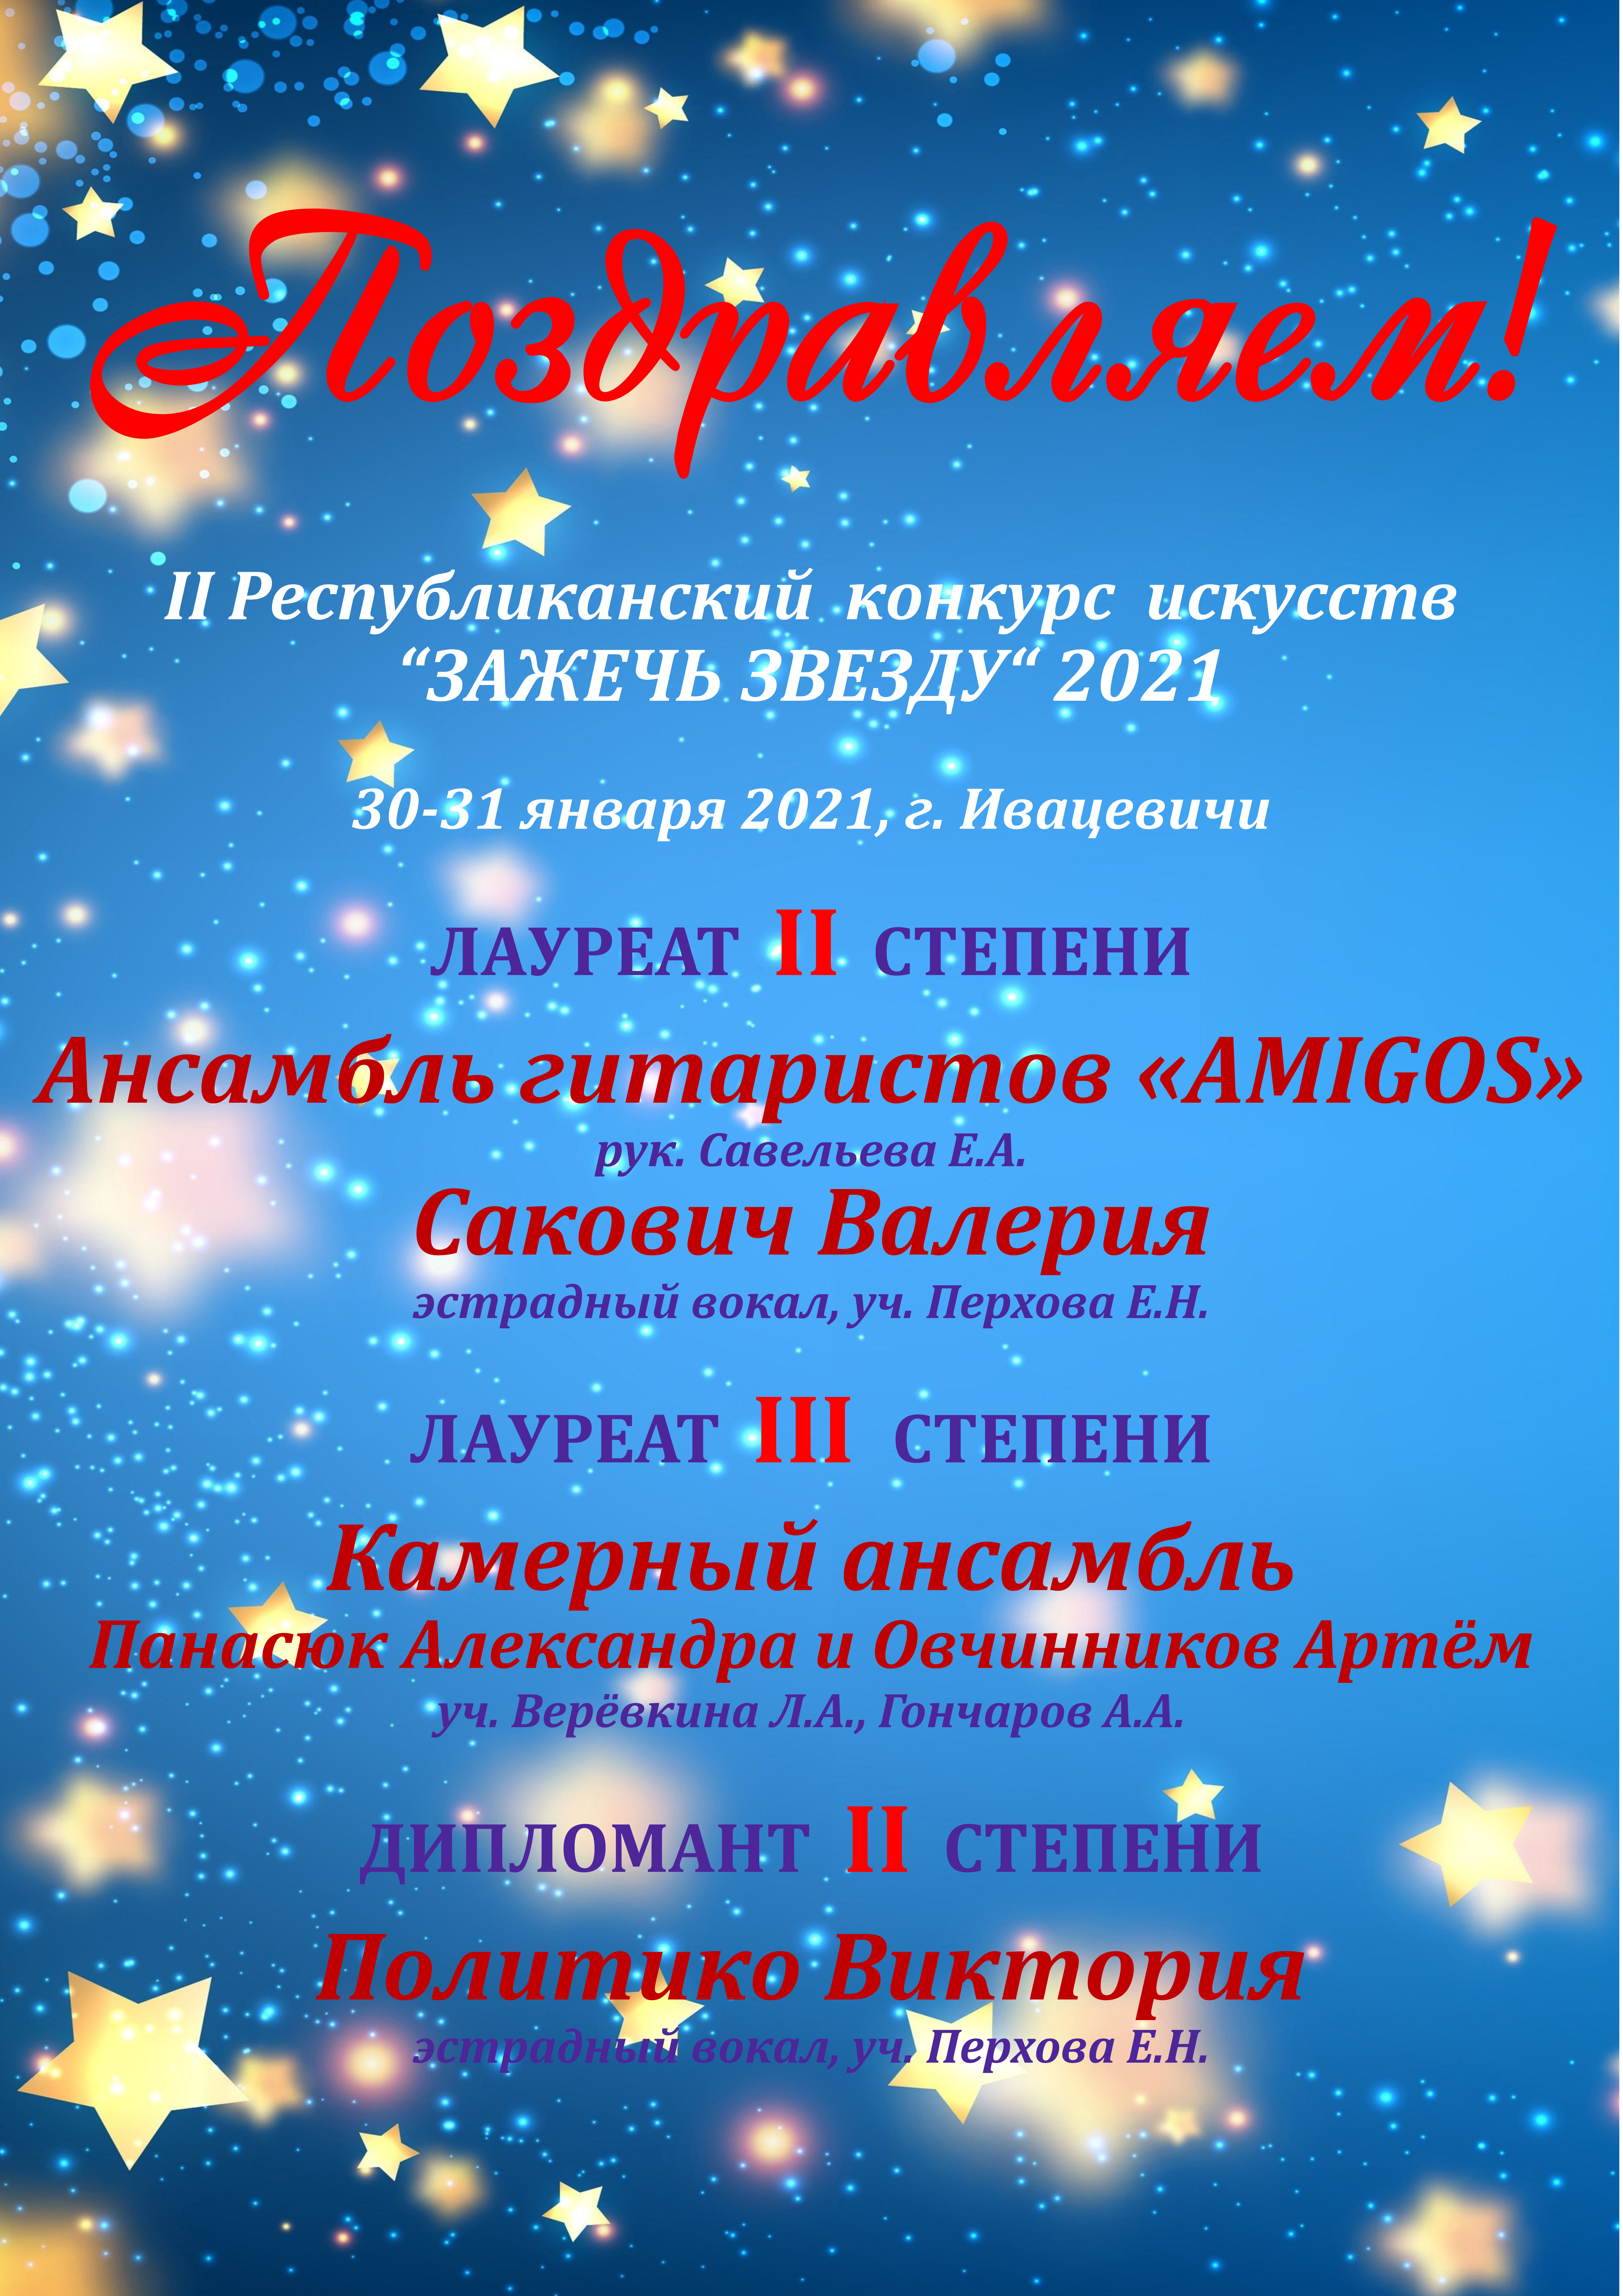 Поздравляем!
II Республиканский конкурс искусств
“ЗАЖЕЧЬ ЗВЕЗДУ“ 2021
30-31 января 2021, г. Ивацевичи
ЛАУРЕАТ II СТЕПЕНИ
Ансамбль гитаристов «AMIGOS»
рук. Савельева Е.А.
Сакович Валерия
эстрадный вокал, уч. Перхова Е.Н.
ЛАУРЕАТ III СТЕПЕНИ
Камерный ансамбль
Панасюк Александра и Овчинников Артём
уч. Верёвкина Л.А., Гончаров А.А.
ДИПЛОМАНТ II СТЕПЕНИ
Политико Виктория
эстрадный вокал, уч. Перхова Е.Н.